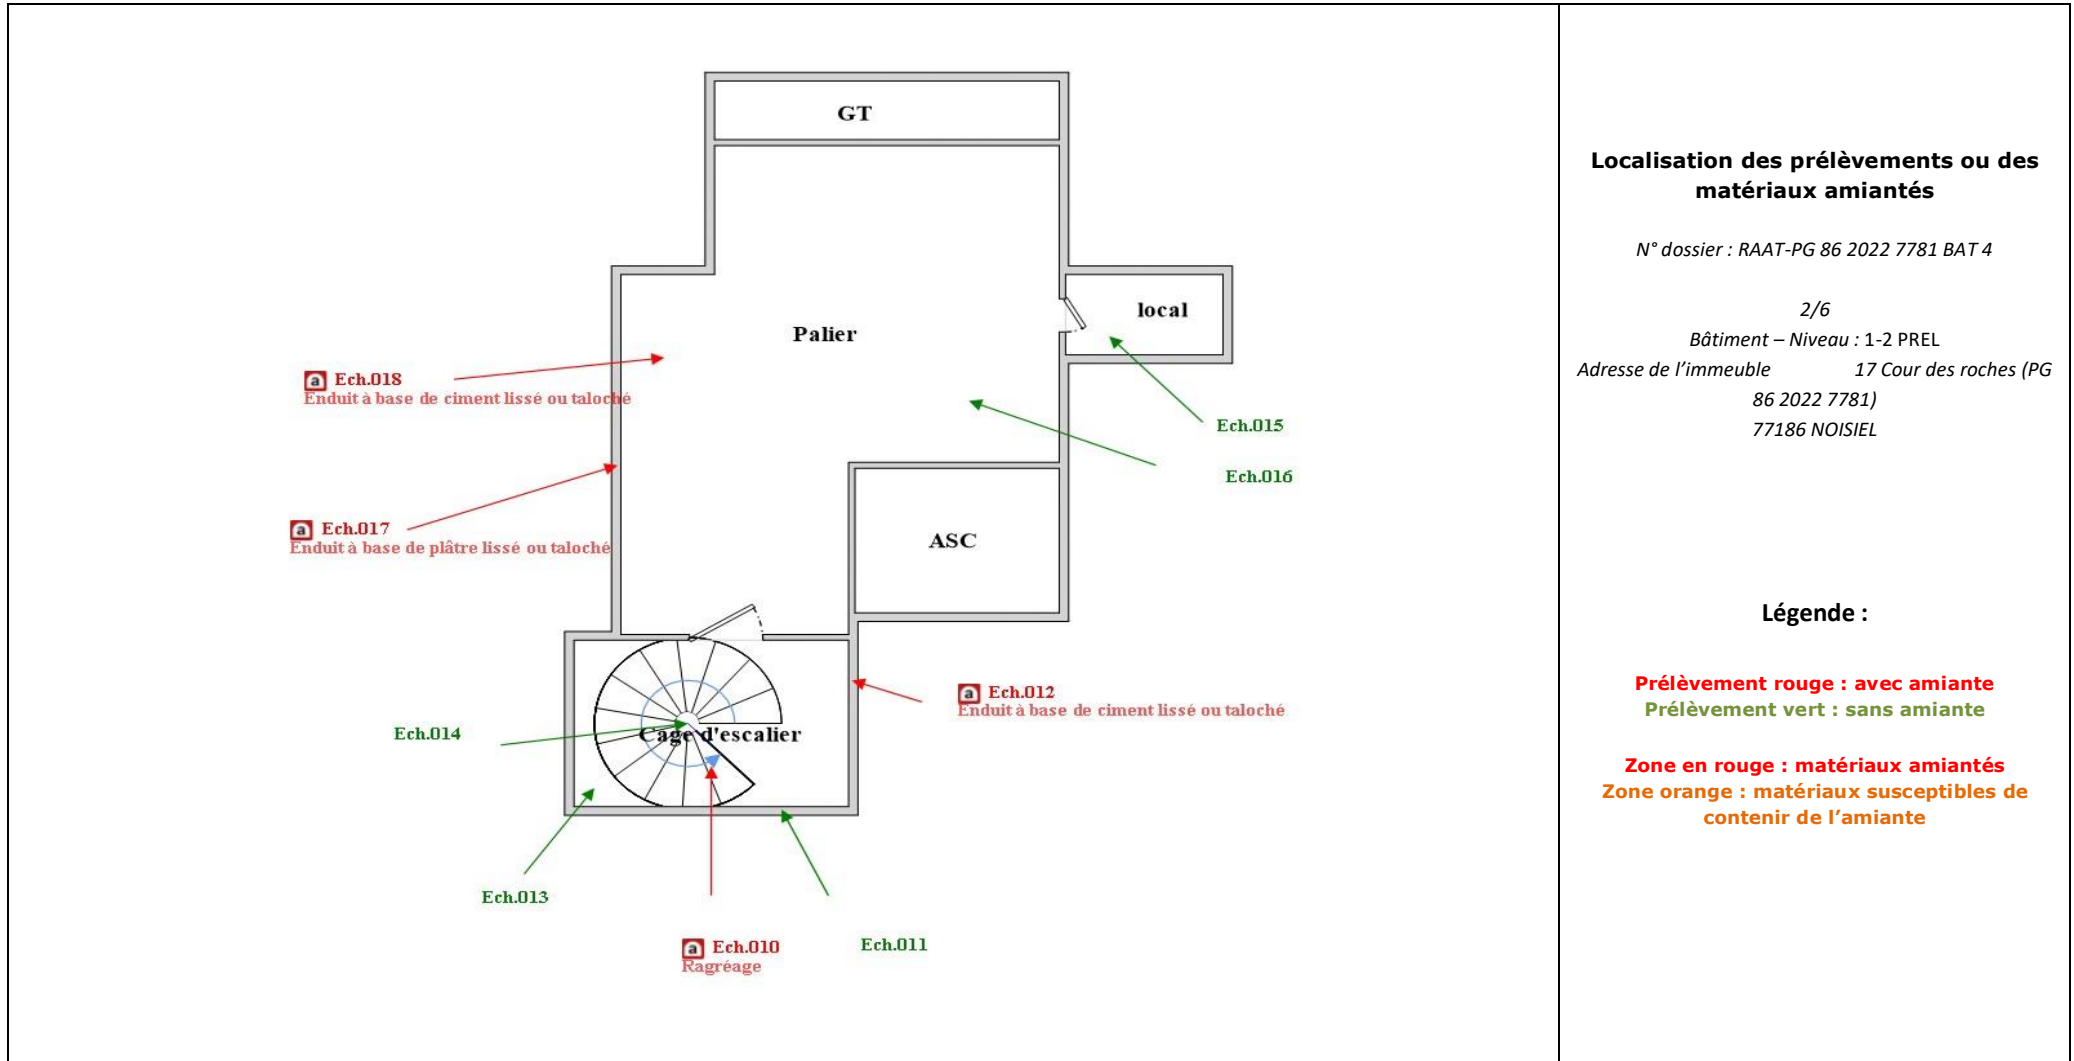 GT
Palier
local
a Ech.018
Enduit à base de ciment lissé ou taloché
Ech.015
Ech.016
a Ech.017
Enduit à base de plâtre lissé ou taloché
ASC
a Ech.012
Enduit à base de ciment lissé ou taloché
Ech.014
Cage d'escalier
Ech.013
a Ech.010
Ragréage
Ech.011
Localisation des prélèvements ou des
matériaux amiantés
N° dossier : RAAT-PG 86 2022 7781 BAT 4
2/6
Bâtiment – Niveau : 1-2 PREL
Adresse de l'immeuble 17 Cour des roches (PG
86 2022 7781)
77186 NOISIEL
Légende :
Prélèvement rouge : avec amiante
Prélèvement vert : sans amiante
Zone en rouge : matériaux amiantés
Zone orange : matériaux susceptibles de
contenir de l'amiante